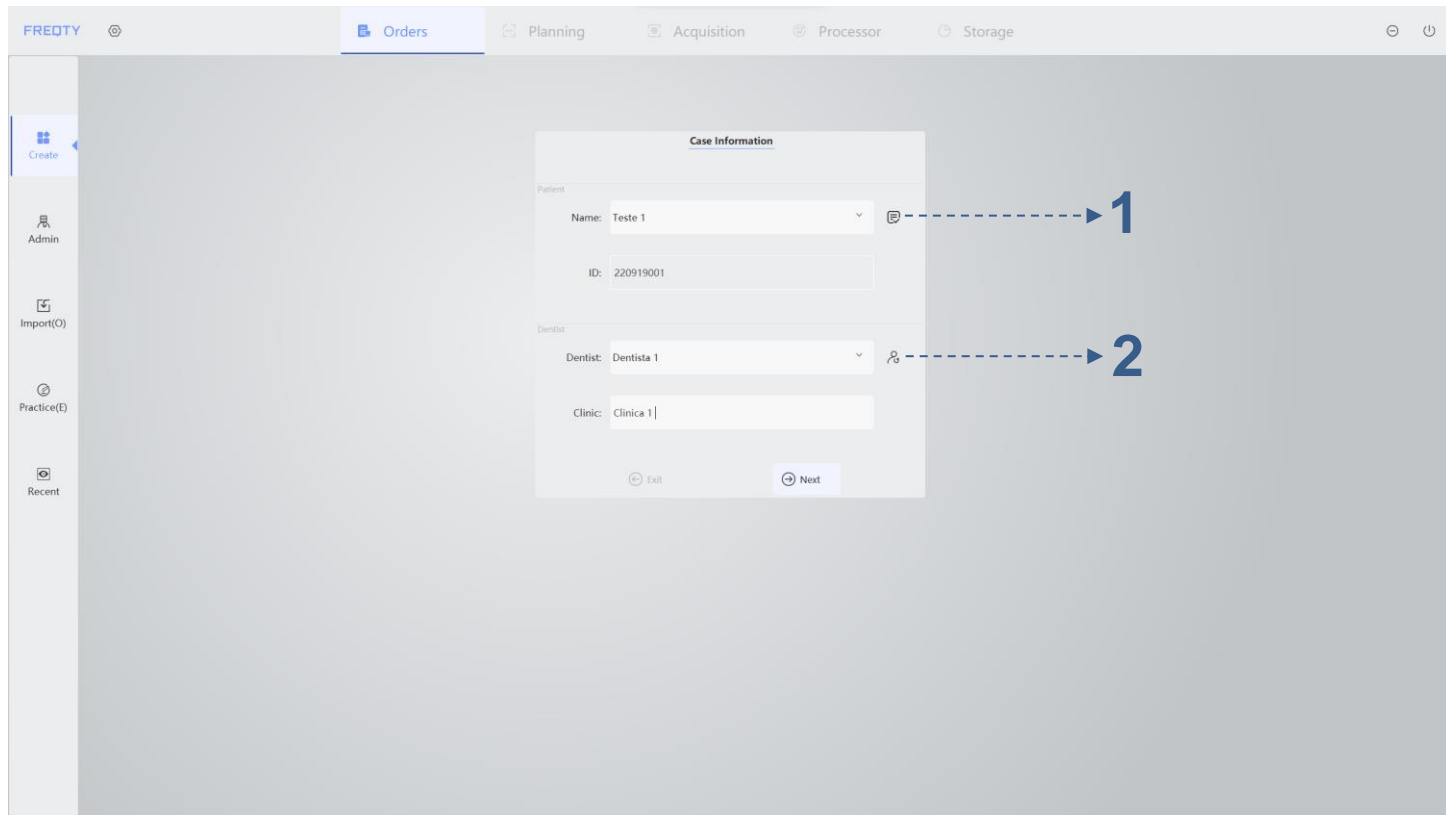 FREQTY
Orders
Planning
Acquisition
Processor
Storage
Create
Admin
Import(O)
Practice(E)
Recent
Case Information
Patient
Name: Teste 1
1
ID: 220919001
Dentist
Dentist: Dentista 1
2
Clinic: Clinica 1
Exit
Next